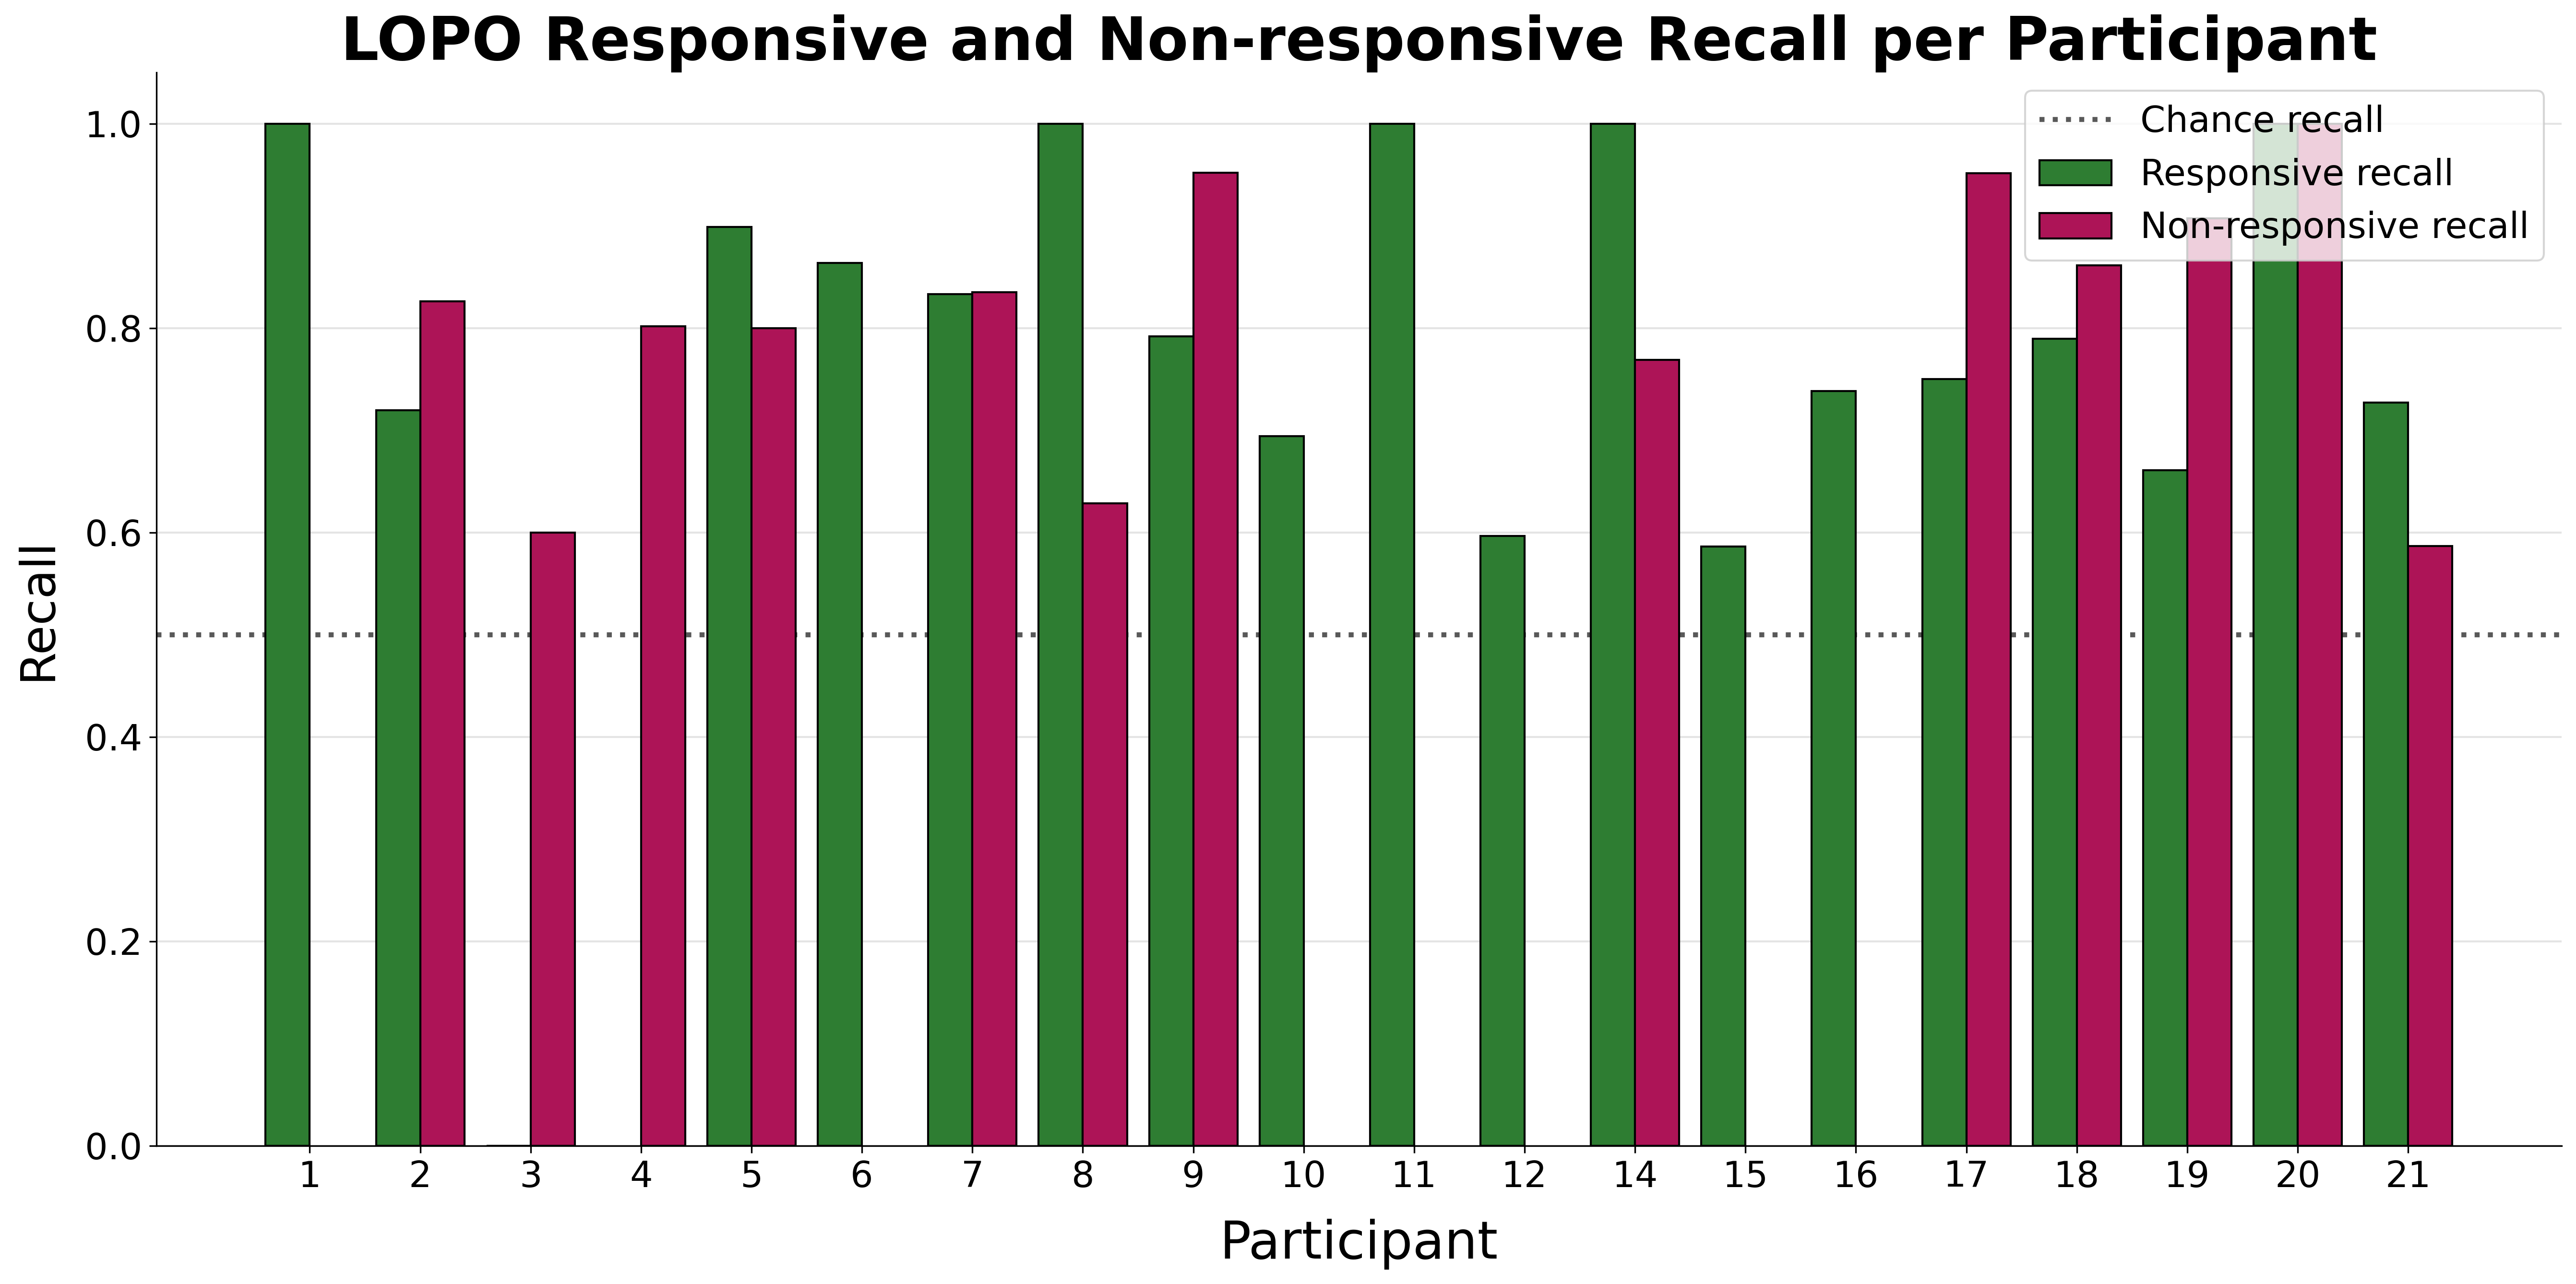 LOPO Responsive and Non-responsive Recall per Participant
Chance recall
Responsive recall
Non-responsive recall
Recall
1.0
0.8
0.6
0.4
0.2
0.0
1 2 3 4 5 6 7 8 9 10 11 12 14 15 16 17 18 19 20 21
Participant